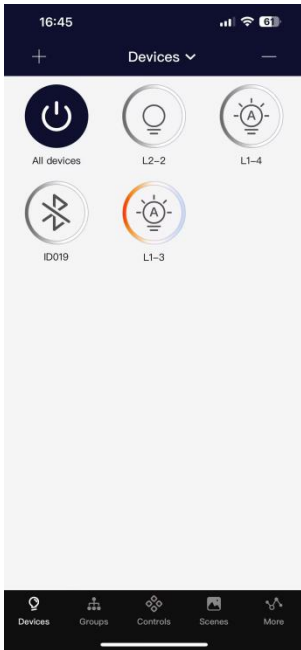 16:45
61
Devices
All devices
L2-2
A
L1-4
ID019
A
L1-3
Devices
Groups
Controls
Scenes
More